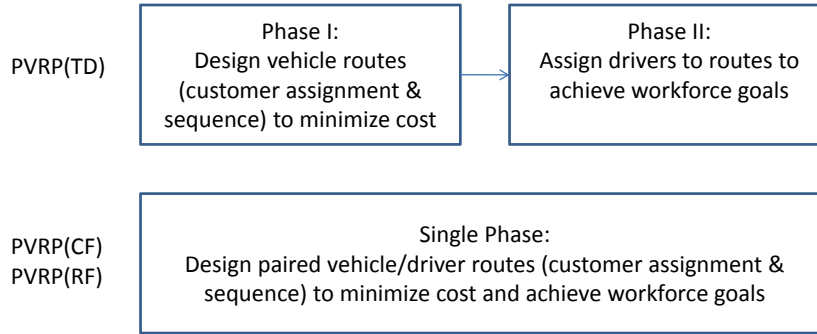 PVRP(TD)
Phase I:
Design vehicle routes
(customer assignment &
sequence) to minimize cost
Phase II:
Assign drivers to routes to
achieve workforce goals
PVRP(CF)
PVRP(RF)
Single Phase:
Design paired vehicle/driver routes (customer assignment &
sequence) to minimize cost and achieve workforce goals